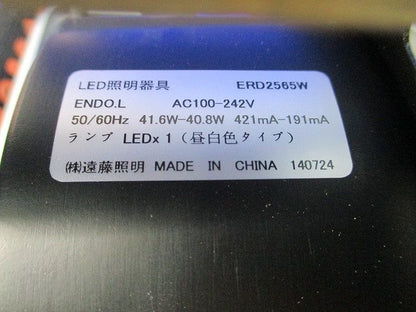 LED照明器具 ERD2565W
ENDO.L AC100-242V
50/60Hz 41.6W-40.8W 421mA-191mA
ランプ LEDx 1（昼白色タイプ）
㈱遠藤照明 MADE IN CHINA 140724